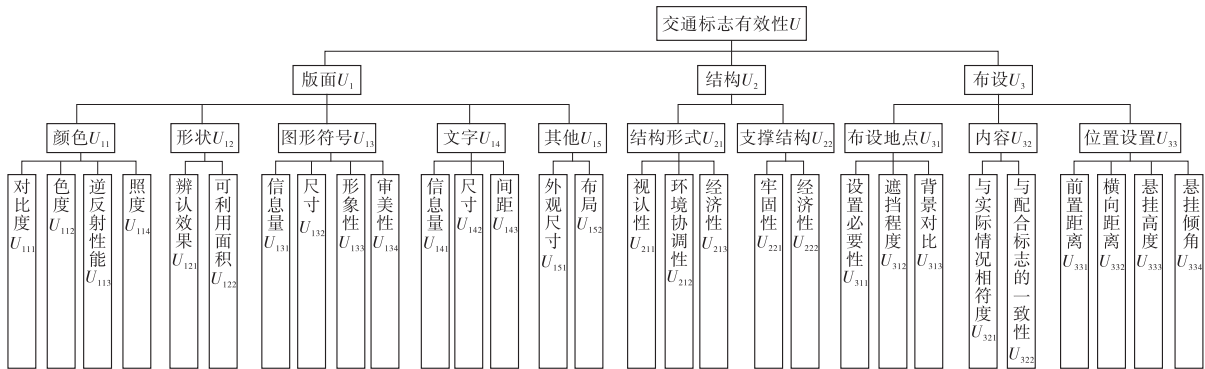 交通标志有效性U
版面U₁
结构U₂
布设U₃
颜色U₁₁
形状U₁₂
图形符号U₁₃
文字U₁₄
其他U₁₅
结构形式U₂₁
支撑结构U₂₂
布设地点U₃₁
内容U₃₂
位置设置U₃₃
对比度U₁₁₁
色度U₁₁₂
逆反射性能U₁₁₃
照度U₁₁₄
辨认效果U₁₂₁
可利用面积U₁₂₂
信息量U₁₃₁
尺寸U₁₃₂
形象性U₁₃₃
审美性U₁₃₄
信息量U₁₄₁
尺寸U₁₄₂
间距U₁₄₃
外观尺寸U₁₅₁
布局U₁₅₂
视认性U₂₁₁
环境协调性U₂₁₂
经济性U₂₁₃
牢固性U₂₂₁
经济性U₂₂₂
设置必要性U₃₁₁
遮挡程度U₃₁₂
背景对比U₃₁₃
与实际情况相符度U₃₂₁
与配合标志的一致性U₃₂₂
前置距离U₃₃₁
横向距离U₃₃₂
悬挂高度U₃₃₃
悬挂倾角U₃₃₄